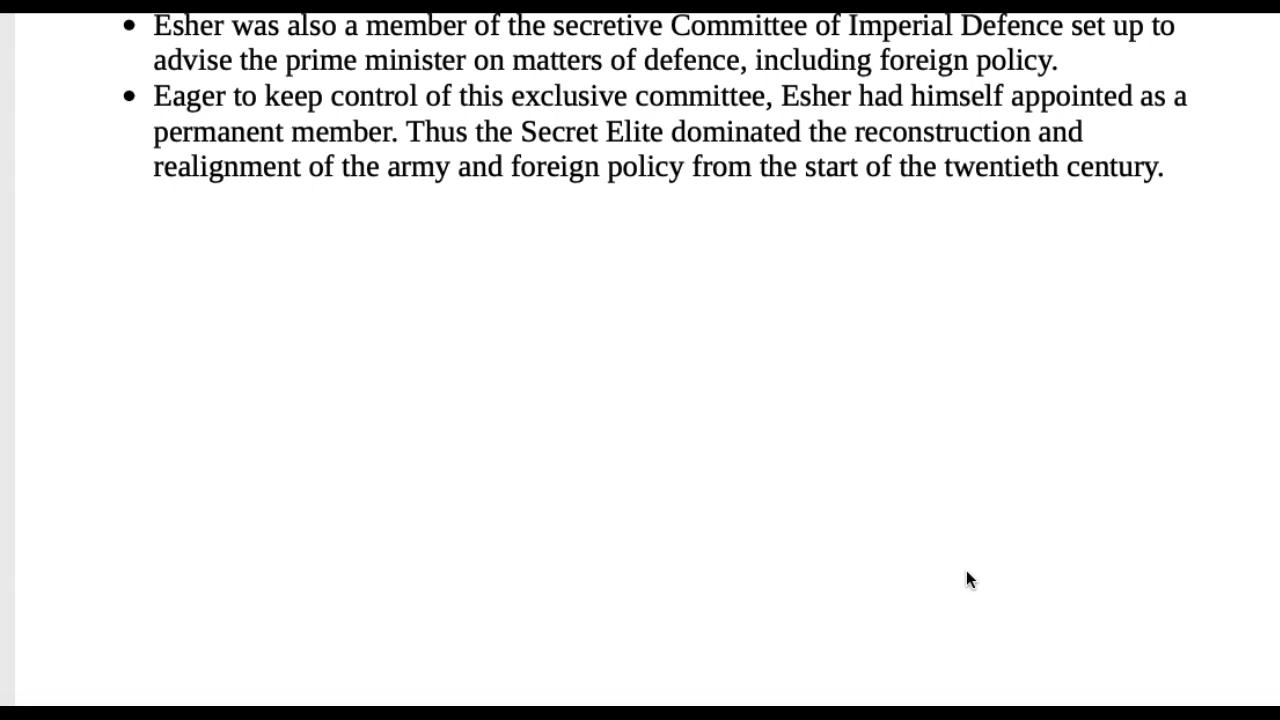 • Esher was also a member of the secretive Committee of Imperial Defence set up to
advise the prime minister on matters of defence, including foreign policy.
• Eager to keep control of this exclusive committee, Esher had himself appointed as a
permanent member. Thus the Secret Elite dominated the reconstruction and
realignment of the army and foreign policy from the start of the twentieth century.